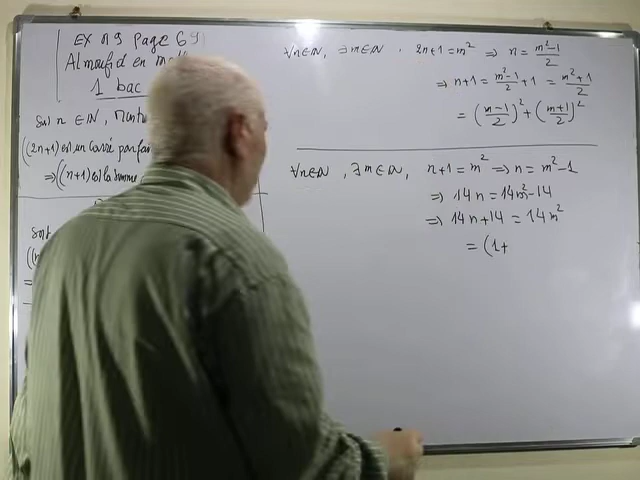 EX n 9 page 69
Almoufid en
1 bac
Soit n ∈ ℕ, Montr
((2n+1) est un Carré parfai
⇒ ((n+1) est la somme
Soit
∀n∈ℕ, ∃m∈ℕ, 2n+1=m² ⇒ n = (m²-1)/2
⇒ n+1 = (m²-1)/2 + 1 = (m²+1)/2
= ((m-1)/2)² + ((m+1)/2)²
∀n∈ℕ, ∃m∈ℕ, n+1 = m² ⇒ n = m²-1
⇒ 14n = 14m²-14
⇒ 14n+14 = 14m²
= (1+